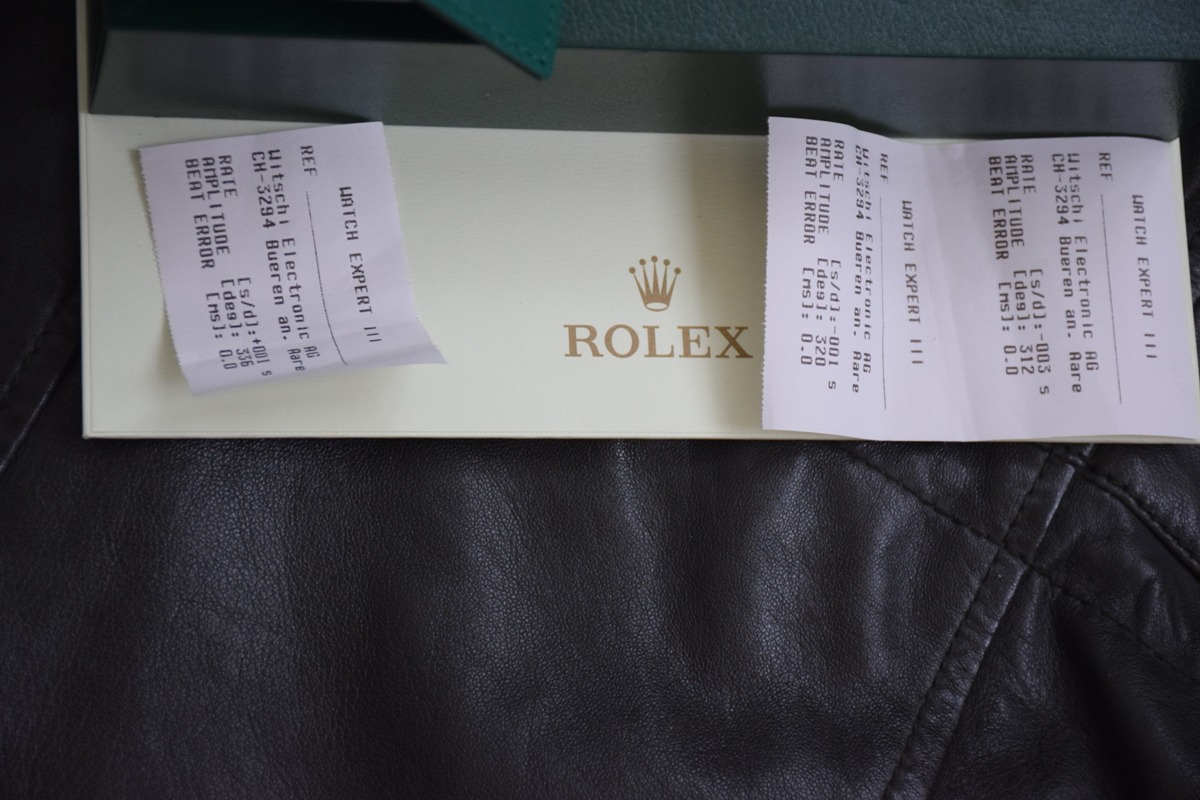 WATCH EXPERT III
REF
Witschi Electronic AG
CH-3294 Bueren an. Aare
RATE [s/d]:+001 s
AMPLITUDE [deg]: 336
BEAT ERROR [ms]: 0.0
ROLEX
WATCH EXPERT III
REF
Witschi Electronic AG
CH-3294 Bueren an. Aare
RATE [s/d]:-003 s
AMPLITUDE [deg]: 312
BEAT ERROR [ms]: 0.0
WATCH EXPERT III
REF
Witschi Electronic AG
CH-3294 Bueren an. Aare
RATE [s/d]:-001 s
AMPLITUDE [deg]: 320
BEAT ERROR [ms]: 0.0